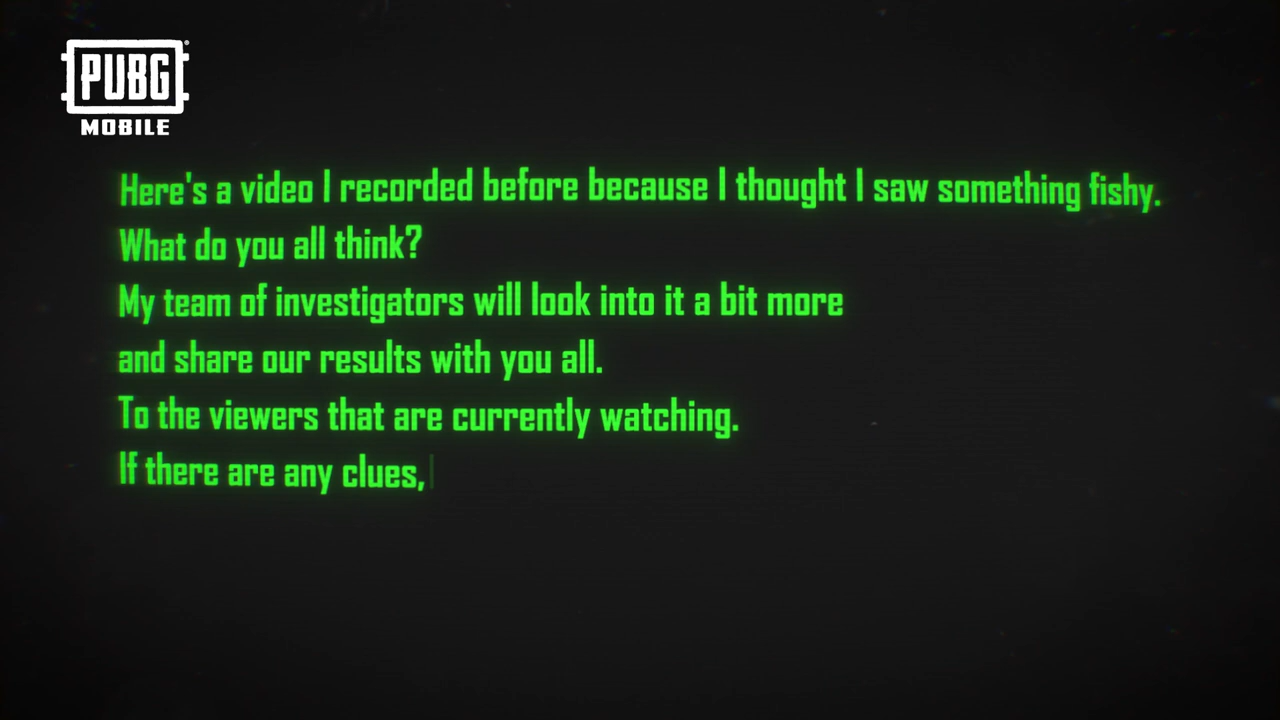 PUBG
MOBILE
Here's a video I recorded before because I thought I saw something fishy.
What do you all think?
My team of investigators will look into it a bit more
and share our results with you all.
To the viewers that are currently watching.
If there are any clues,